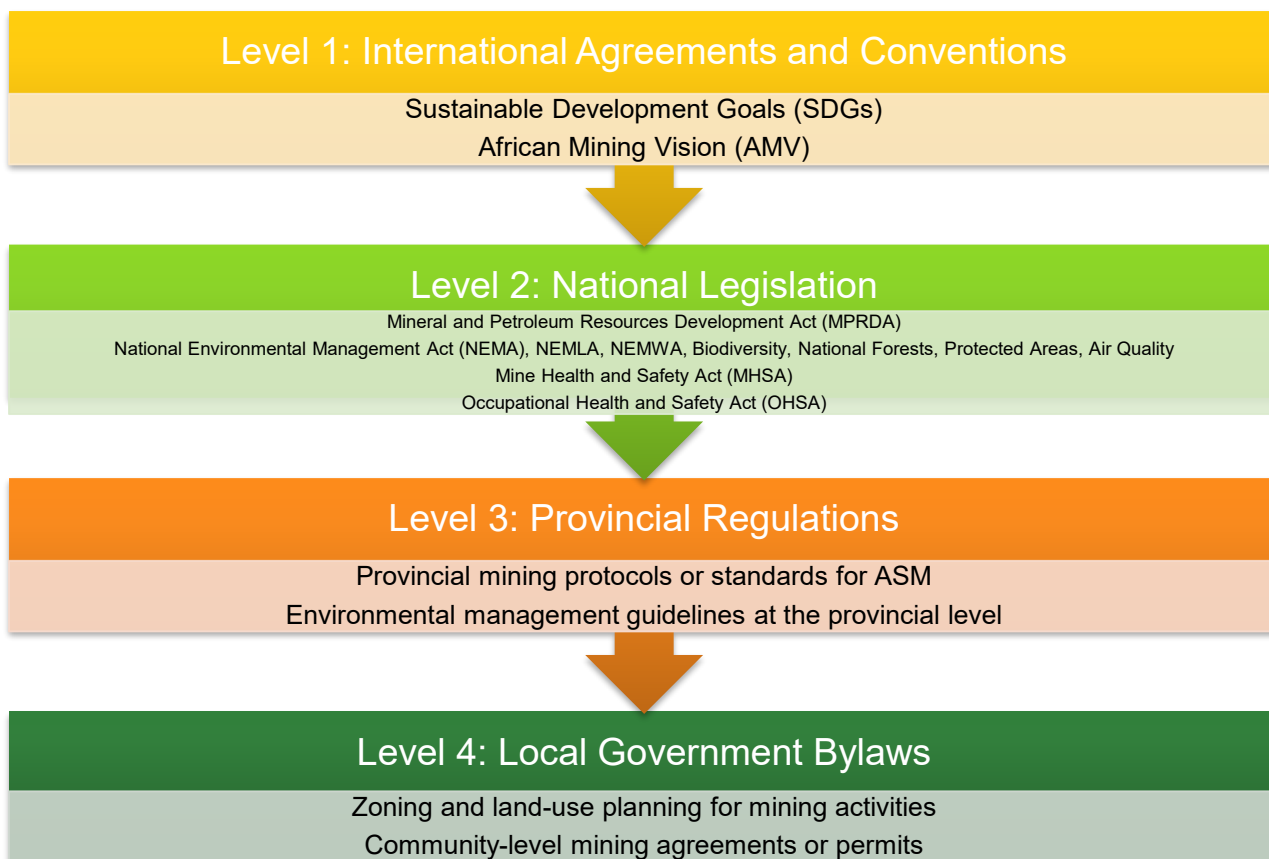 Level 1: International Agreements and Conventions
Sustainable Development Goals (SDGs)
African Mining Vision (AMV)
Level 2: National Legislation
Mineral and Petroleum Resources Development Act (MPRDA)
National Environmental Management Act (NEMA), NEMLA, NEMWA, Biodiversity, National Forests, Protected Areas, Air Quality
Mine Health and Safety Act (MHSA)
Occupational Health and Safety Act (OHSA)
Level 3: Provincial Regulations
Provincial mining protocols or standards for ASM
Environmental management guidelines at the provincial level
Level 4: Local Government Bylaws
Zoning and land-use planning for mining activities
Community-level mining agreements or permits